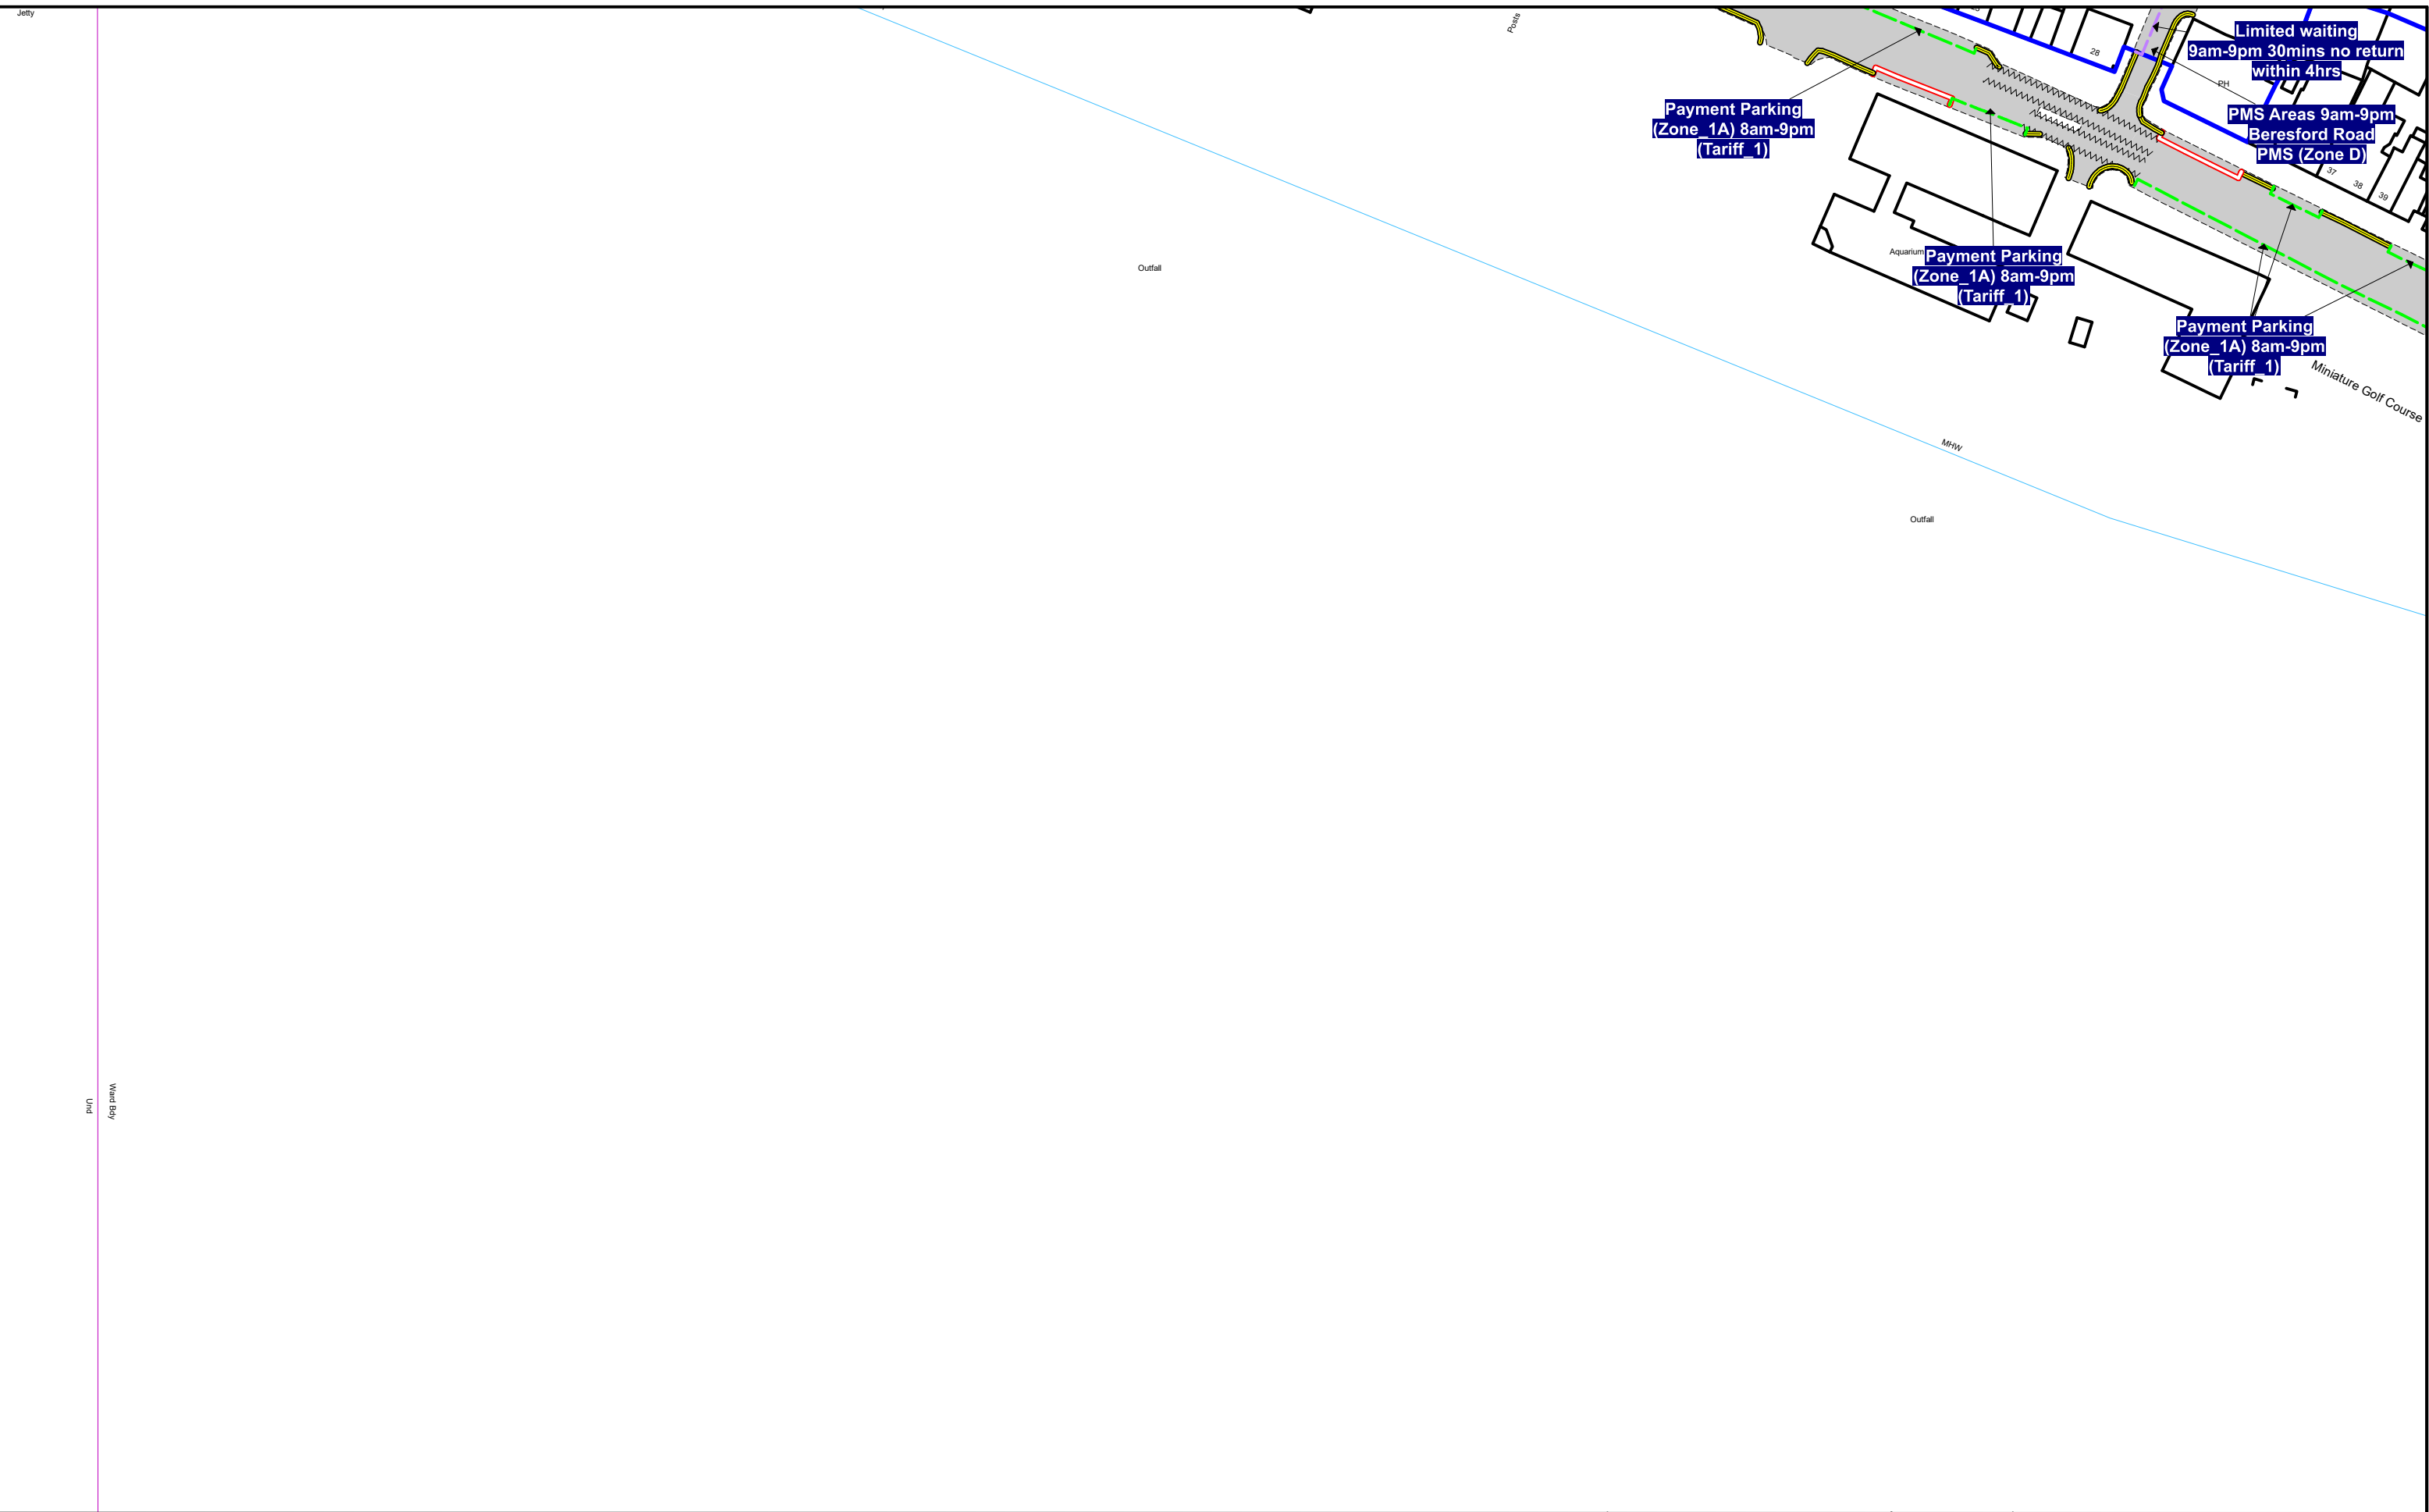 Jetty
Posts
28
Limited waiting
9am-9pm 30mins no return
within 4hrs
PH
Payment Parking
(Zone_1A) 8am-9pm
(Tariff_1)
PMS Areas 9am-9pm
Beresford Road
PMS (Zone D)
37
38
39
Aquarium
Payment Parking
(Zone_1A) 8am-9pm
(Tariff_1)
Outfall
Payment Parking
(Zone_1A) 8am-9pm
(Tariff_1)
Miniature Golf Course
MHW
Outfall
Und
Ward Bdy